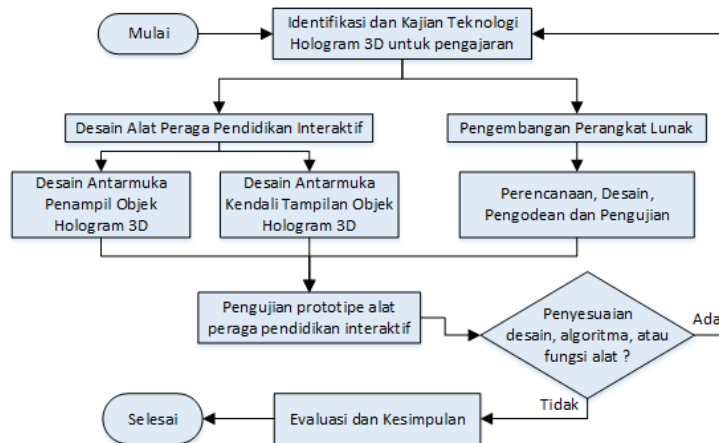 Mulai
Identifikasi dan Kajian Teknologi
Hologram 3D untuk pengajaran
Desain Alat Peraga Pendidikan Interaktif
Pengembangan Perangkat Lunak
Desain Antarmuka
Penampil Objek
Hologram 3D
Desain Antarmuka
Kendali Tampilan Objek
Hologram 3D
Perencanaan, Desain,
Pengodean dan Pengujian
Pengujian prototipe alat
peraga pendidikan interaktif
Penyesuaian
desain, algoritma, atau
fungsi alat ?
Ada
Tidak
Evaluasi dan Kesimpulan
Selesai